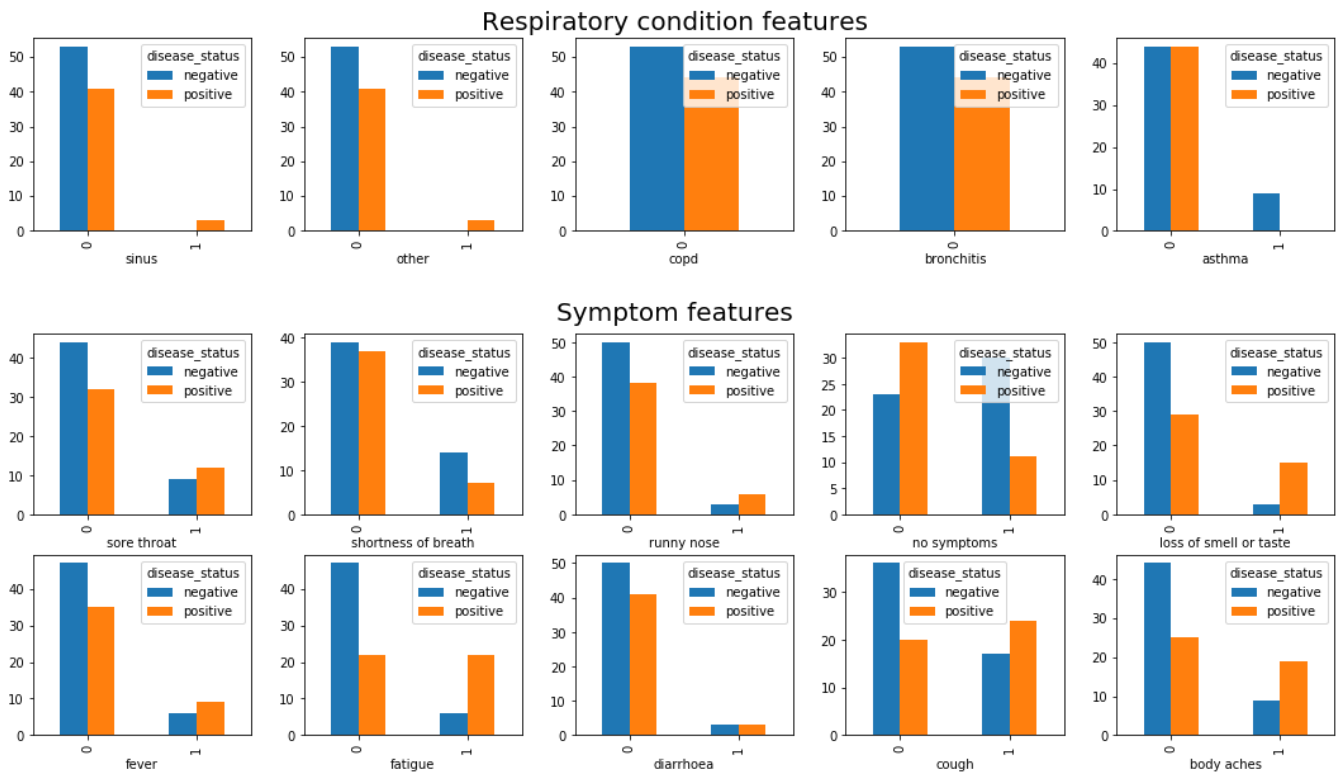 Respiratory condition features
50
40
30
20
10
0
disease_status
negative
positive
0
1
sinus
50
40
30
20
10
0
disease_status
negative
positive
0
1
other
50
40
30
20
10
0
disease_status
negative
positive
0
copd
50
40
30
20
10
0
disease_status
negative
positive
0
bronchitis
40
30
20
10
0
disease_status
negative
positive
0
1
asthma
Symptom features
40
30
20
10
0
disease_status
negative
positive
0
1
sore throat
40
30
20
10
0
disease_status
negative
positive
0
1
shortness of breath
50
40
30
20
10
0
disease_status
negative
positive
0
1
runny nose
30
25
20
15
10
5
0
disease_status
negative
positive
0
1
no symptoms
50
40
30
20
10
0
disease_status
negative
positive
0
1
loss of smell or taste
40
30
20
10
0
disease_status
negative
positive
0
1
fever
40
30
20
10
0
disease_status
negative
positive
0
1
fatigue
50
40
30
20
10
0
disease_status
negative
positive
0
1
diarrhoea
30
20
10
0
disease_status
negative
positive
0
1
cough
40
30
20
10
0
disease_status
negative
positive
0
1
body aches